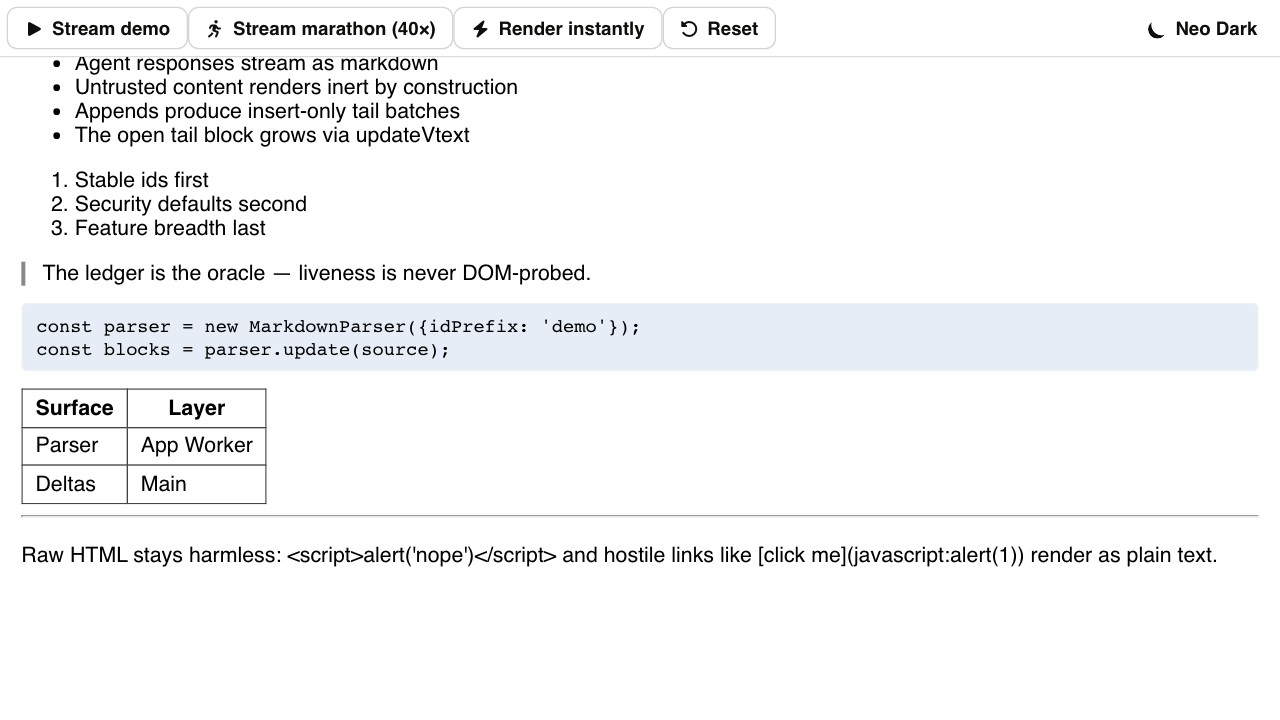 Stream demo Stream marathon (40×) Render instantly Reset Neo Dark
• Agent responses stream as markdown
• Untrusted content renders inert by construction
• Appends produce insert-only tail batches
• The open tail block grows via updateVtext
1. Stable ids first
2. Security defaults second
3. Feature breadth last
The ledger is the oracle — liveness is never DOM-probed.
const parser = new MarkdownParser({idPrefix: 'demo'});
const blocks = parser.update(source);
Surface Layer
Parser App Worker
Deltas Main
Raw HTML stays harmless: <script>alert('nope')</script> and hostile links like [click me](javascript:alert(1)) render as plain text.